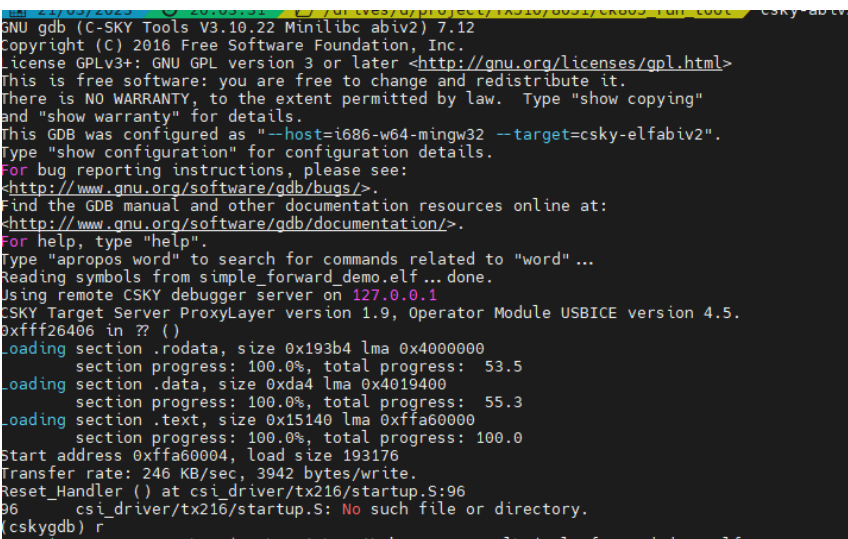 21/03/2023 20:03:31 /drives/d/project/TX510/8051/ck803_run_tool
GNU gdb (C-SKY Tools V3.10.22 Minilibc abiv2) 7.12
Copyright (C) 2016 Free Software Foundation, Inc.
License GPLv3+: GNU GPL version 3 or later <http://gnu.org/licenses/gpl.html>
This is free software: you are free to change and redistribute it.
There is NO WARRANTY, to the extent permitted by law.  Type "show copying"
and "show warranty" for details.
This GDB was configured as "--host=i686-w64-mingw32 --target=csky-elfabiv2".
Type "show configuration" for configuration details.
For bug reporting instructions, please see:
<http://www.gnu.org/software/gdb/bugs/>.
Find the GDB manual and other documentation resources online at:
<http://www.gnu.org/software/gdb/documentation/>.
For help, type "help".
Type "apropos word" to search for commands related to "word"...
Reading symbols from simple_forward_demo.elf...done.
Using remote CSKY debugger server on 127.0.0.1
CSKY Target Server ProxyLayer version 1.9, Operator Module USBICE version 4.5.
0xfff26406 in ?? ()
Loading section .rodata, size 0x193b4 lma 0x4000000
section progress: 100.0%, total progress:  53.5
Loading section .data, size 0xda4 lma 0x4019400
section progress: 100.0%, total progress:  55.3
Loading section .text, size 0x15140 lma 0xffa60000
section progress: 100.0%, total progress: 100.0
Start address 0xffa60004, load size 193176
Transfer rate: 246 KB/sec, 3942 bytes/write.
Reset_Handler () at csi_driver/tx216/startup.S:96
96 csi_driver/tx216/startup.S: No such file or directory.
(cskygdb) r